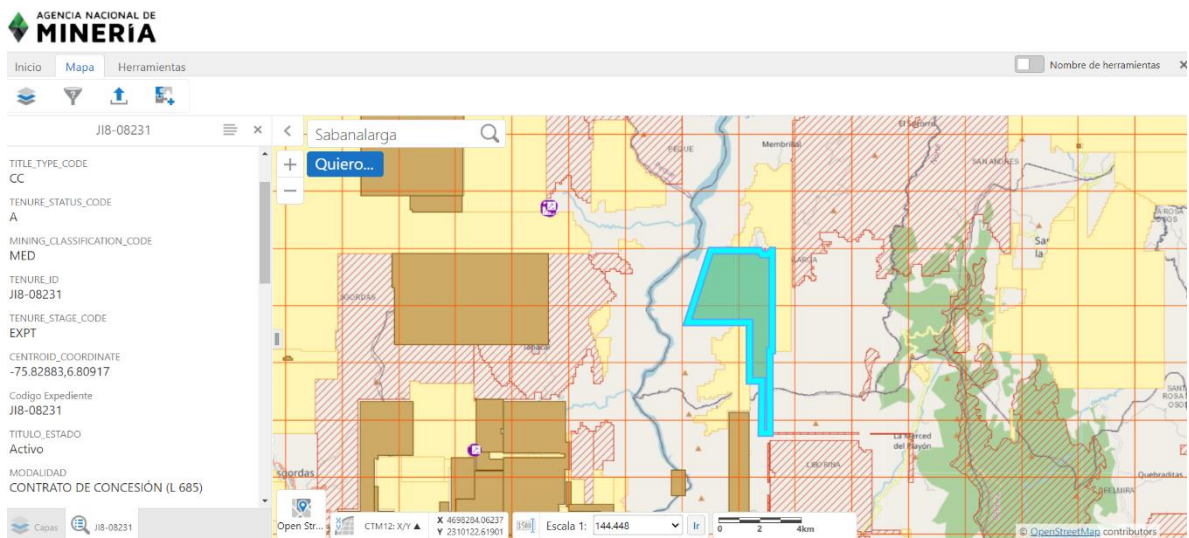 AGENCIA NACIONAL DE
MINERÍA
Inicio
Mapa
Herramientas
Nombre de herramientas
JI8-08231
TITLE_TYPE_CODE
CC
TENURE_STATUS_CODE
A
MINING_CLASSIFICATION_CODE
MED
TENURE_ID
JI8-08231
TENURE_STAGE_CODE
EXPT
CENTROID_COORDINATE
-75.82883,6.80917
Codigo Expediente
JI8-08231
TITULO_ESTADO
Activo
MODALIDAD
CONTRATO DE CONCESIÓN (L 685)
Capas
JI8-08231
Sabanalarga
Quiero...
PEQUE
Membrillal
SAN ANDRES
La Merced
del Playón
LIBORINA
Quebraditas
Open Str...
CTM12: X/Y
X 4698284.06237
Y 2310122.61901
Escala 1:
144.448
Ir
0 2 4km
© OpenStreetMap contributors